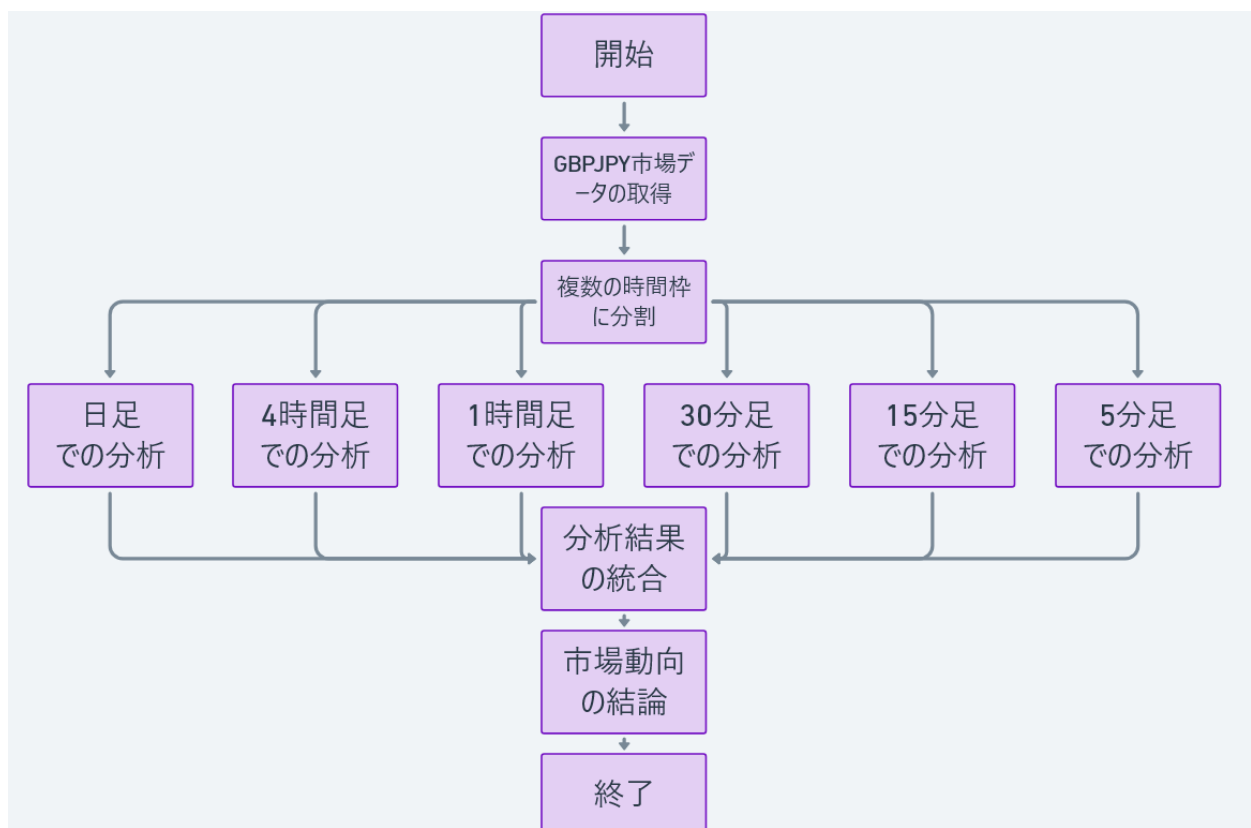 開始
GBPJPY市場デ
ータの取得
複数の時間枠
に分割
日足
での分析
4時間足
での分析
1時間足
での分析
30分足
での分析
15分足
での分析
5分足
での分析
分析結果
の統合
市場動向
の結論
終了